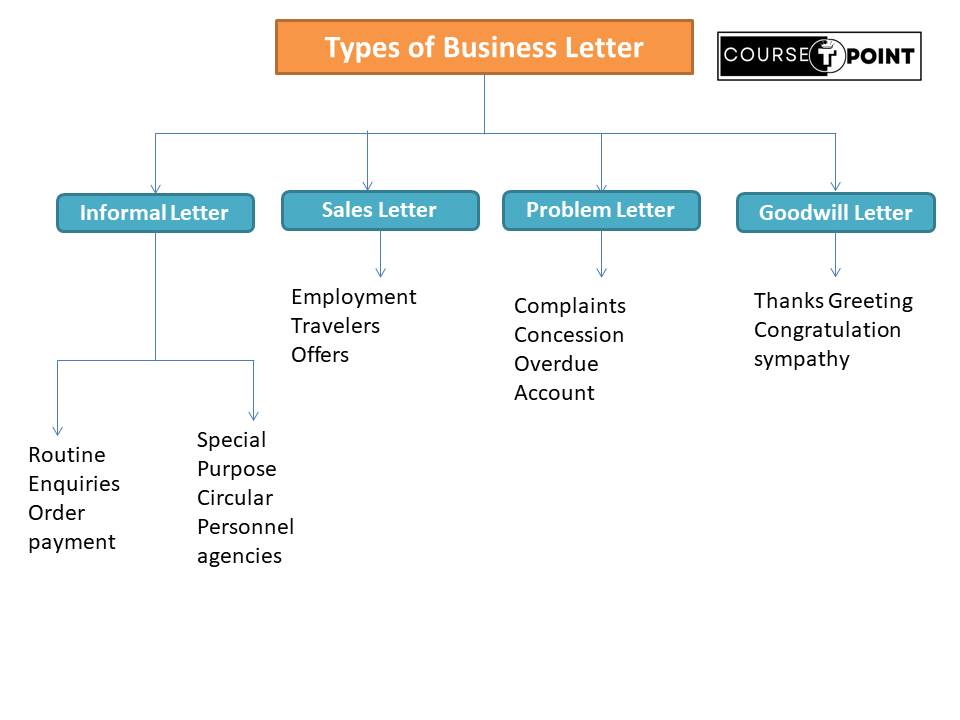 Types of Business Letter
COURSE POINT
Informal Letter
Sales Letter
Problem Letter
Goodwill Letter
Employment
Travelers
Offers
Complaints
Concession
Overdue
Account
Thanks Greeting
Congratulation
sympathy
Routine
Enquiries
Order
payment
Special
Purpose
Circular
Personnel
agencies